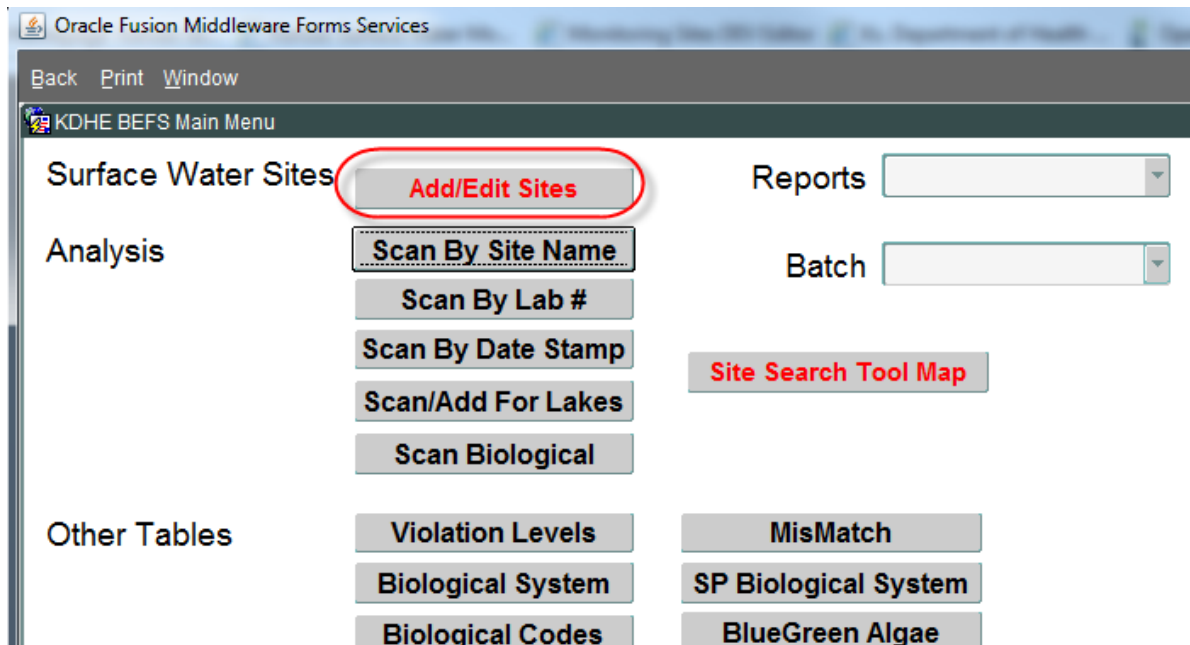 Oracle Fusion Middleware Forms Services
Back Print Window
KDHE BEFS Main Menu
Surface Water Sites
Add/Edit Sites
Reports
Analysis
Scan By Site Name
Batch
Scan By Lab #
Scan By Date Stamp
Site Search Tool Map
Scan/Add For Lakes
Scan Biological
Other Tables
Violation Levels
MisMatch
Biological System
SP Biological System
Biological Codes
BlueGreen Algae